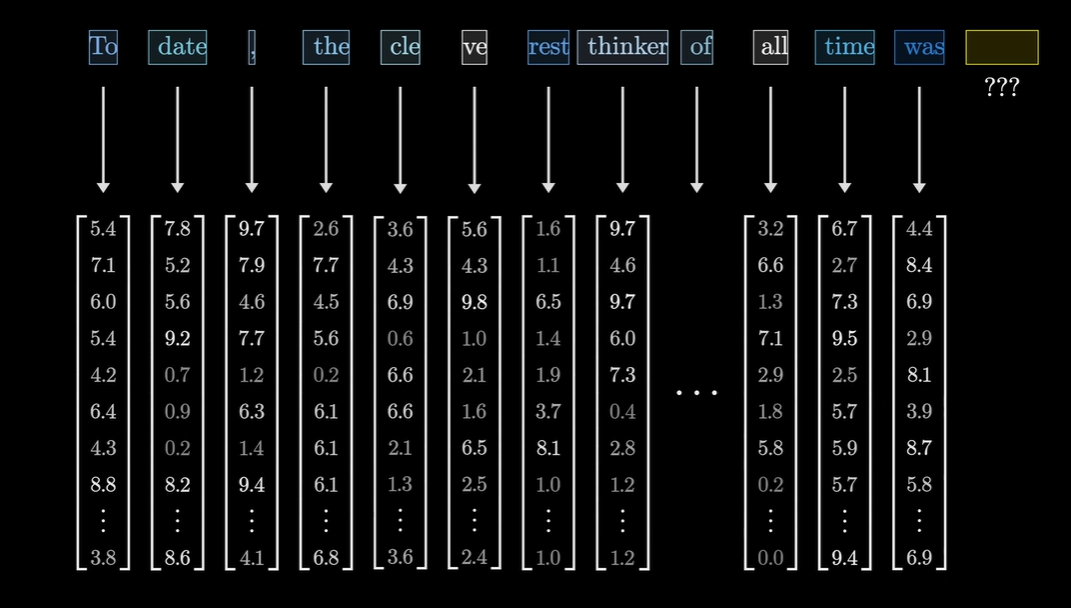 To date , the cle ve rest thinker of all time was
???
5.4 7.8 9.7 2.6 3.6 5.6 1.6 9.7 3.2 6.7 4.4
7.1 5.2 7.9 7.7 4.3 4.3 1.1 4.6 6.6 2.7 8.4
6.0 5.6 4.6 4.5 6.9 9.8 6.5 9.7 1.3 7.3 6.9
5.4 9.2 7.7 5.6 0.6 1.0 1.4 6.0 7.1 9.5 2.9
4.2 0.7 1.2 0.2 6.6 2.1 1.9 7.3 2.9 2.5 8.1
...
6.4 0.9 6.3 6.1 6.6 1.6 3.7 0.4 1.8 5.7 3.9
4.3 0.2 1.4 6.1 2.1 6.5 8.1 2.8 5.8 5.9 8.7
8.8 8.2 9.4 6.1 1.3 2.5 1.0 1.2 0.2 5.7 5.8
⋮ ⋮ ⋮ ⋮ ⋮ ⋮ ⋮ ⋮ ⋮ ⋮ ⋮
3.8 8.6 4.1 6.8 3.6 2.4 1.0 1.2 0.0 9.4 6.9